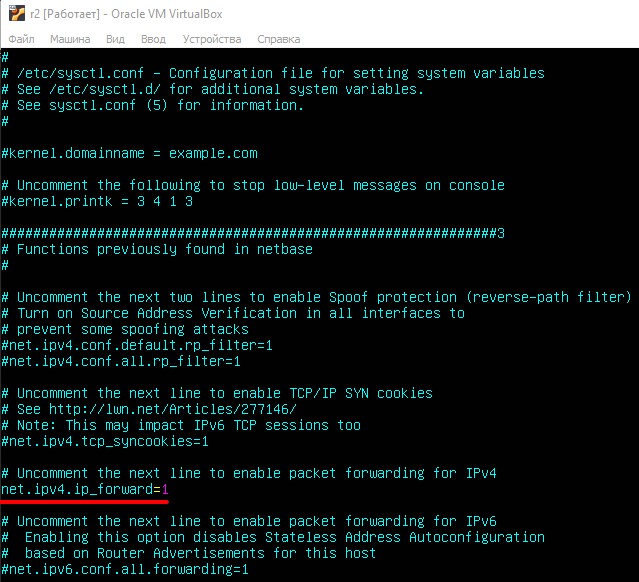 r2 [Работает] - Oracle VM VirtualBox
Файл Машина Вид Ввод Устройства Справка
#
# /etc/sysctl.conf - Configuration file for setting system variables
# See /etc/sysctl.d/ for additional system variables.
# See sysctl.conf (5) for information.
#
#kernel.domainname = example.com
# Uncomment the following to stop low-level messages on console
#kernel.printk = 3 4 1 3
##############################################################3
# Functions previously found in netbase
#
# Uncomment the next two lines to enable Spoof protection (reverse-path filter)
# Turn on Source Address Verification in all interfaces to
# prevent some spoofing attacks
#net.ipv4.conf.default.rp_filter=1
#net.ipv4.conf.all.rp_filter=1
# Uncomment the next line to enable TCP/IP SYN cookies
# See http://lwn.net/Articles/277146/
# Note: This may impact IPv6 TCP sessions too
#net.ipv4.tcp_syncookies=1
# Uncomment the next line to enable packet forwarding for IPv4
net.ipv4.ip_forward=1
# Uncomment the next line to enable packet forwarding for IPv6
#  Enabling this option disables Stateless Address Autoconfiguration
#  based on Router Advertisements for this host
#net.ipv6.conf.all.forwarding=1